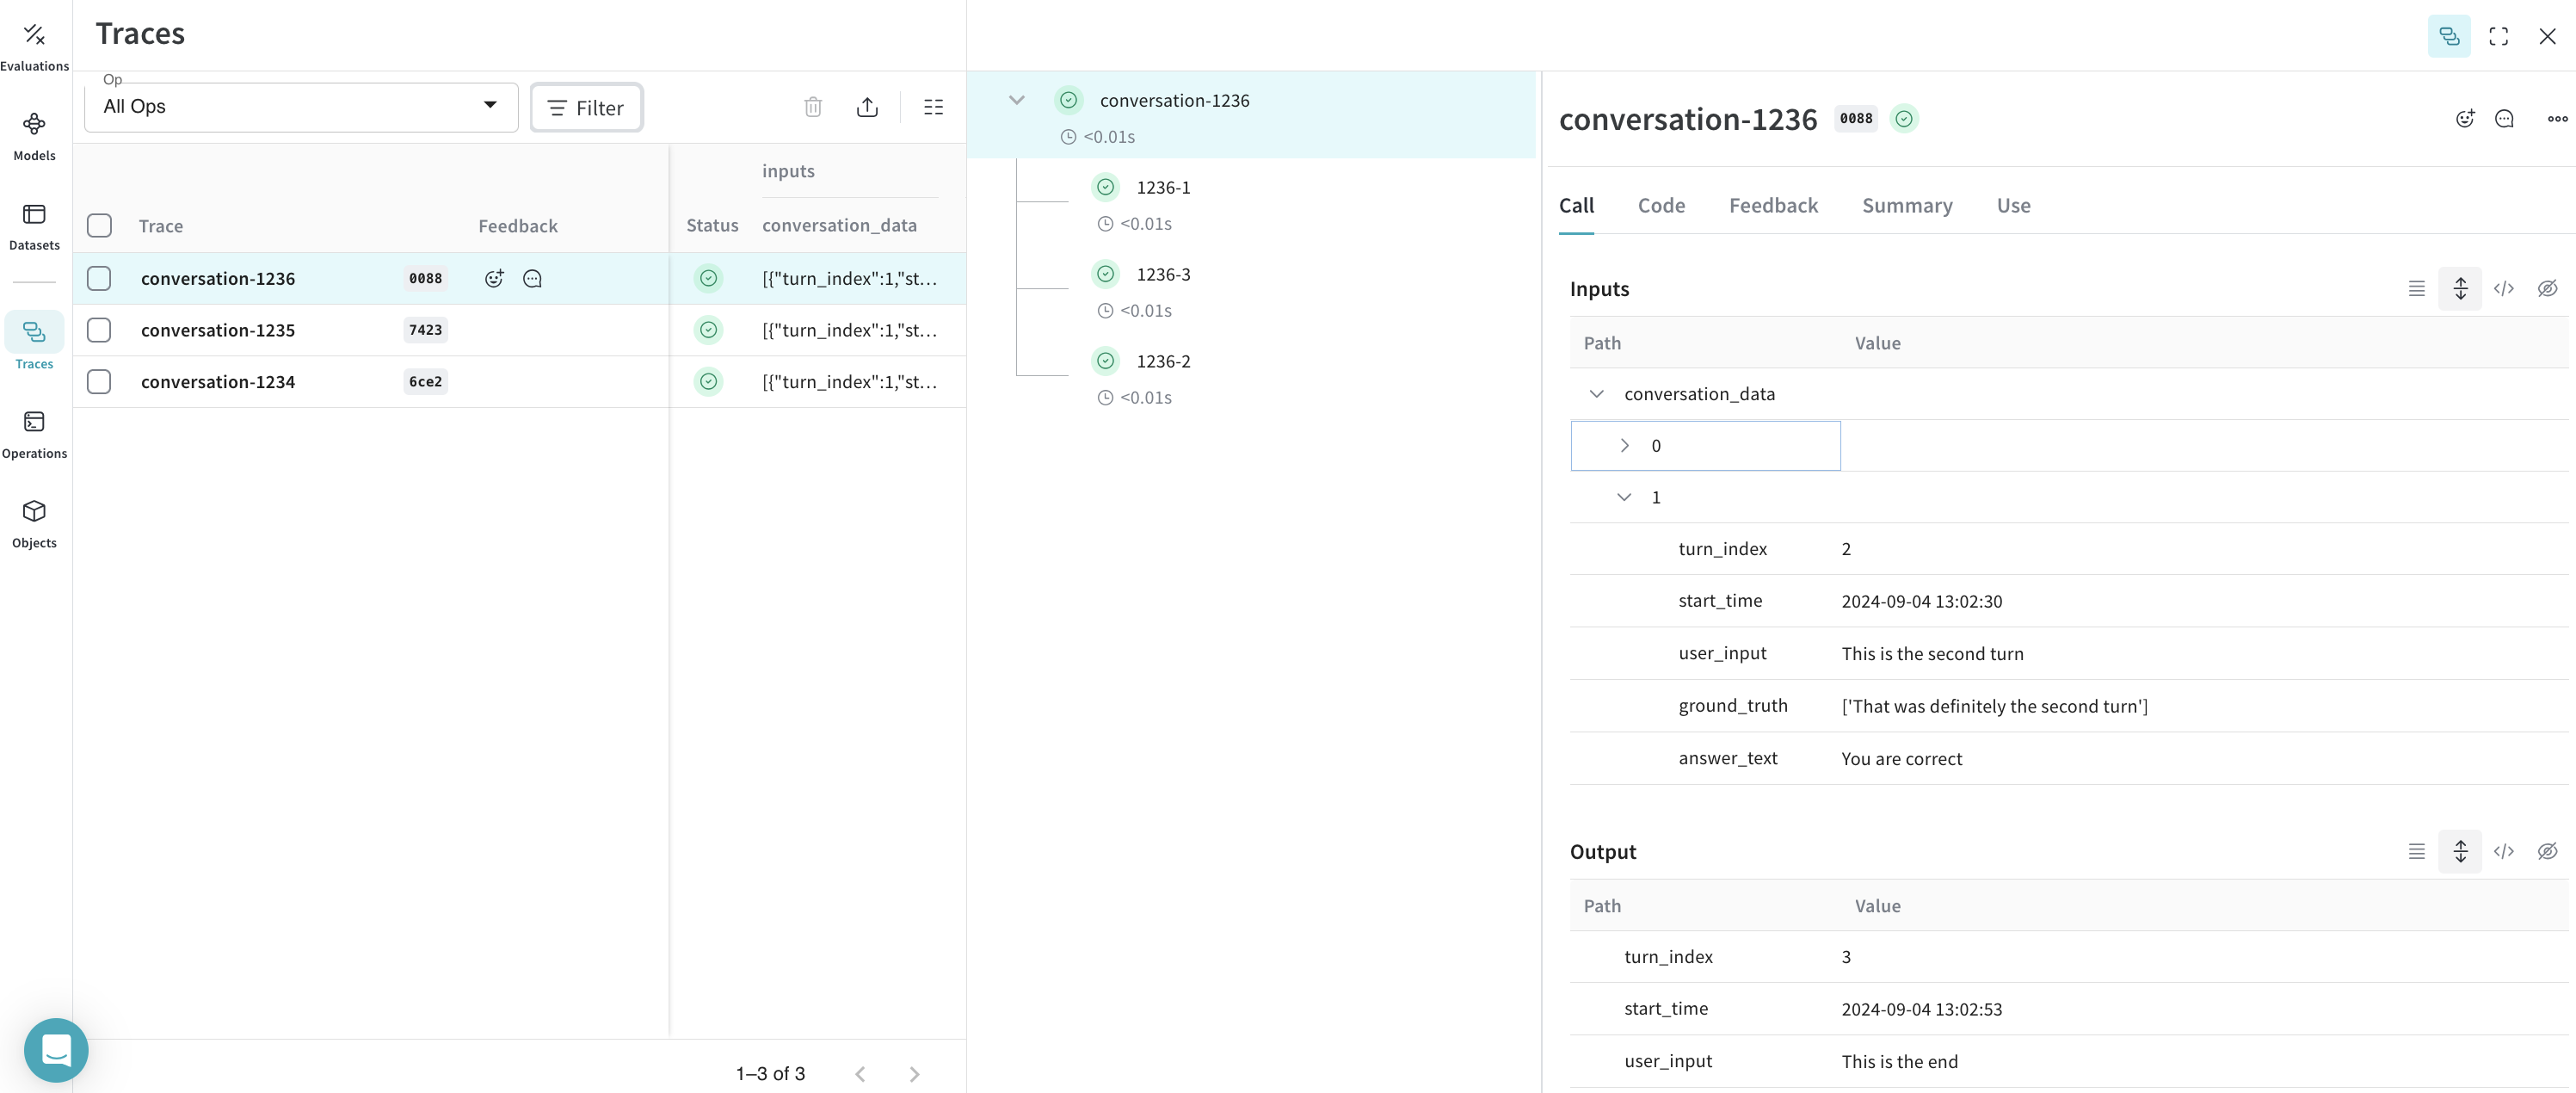 Evaluations
Models
Datasets
Traces
Operations
Objects
Traces
Op
All Ops
Filter
inputs
Trace
Feedback
Status
conversation_data
conversation-1236
0088
[{"turn_index":1,"st...
conversation-1235
7423
[{"turn_index":1,"st...
conversation-1234
6ce2
[{"turn_index":1,"st...
1–3 of 3
conversation-1236
<0.01s
1236-1
<0.01s
1236-3
<0.01s
1236-2
<0.01s
conversation-1236
0088
Call
Code
Feedback
Summary
Use
Inputs
Path
Value
conversation_data
0
1
turn_index
2
start_time
2024-09-04 13:02:30
user_input
This is the second turn
ground_truth
['That was definitely the second turn']
answer_text
You are correct
Output
Path
Value
turn_index
3
start_time
2024-09-04 13:02:53
user_input
This is the end